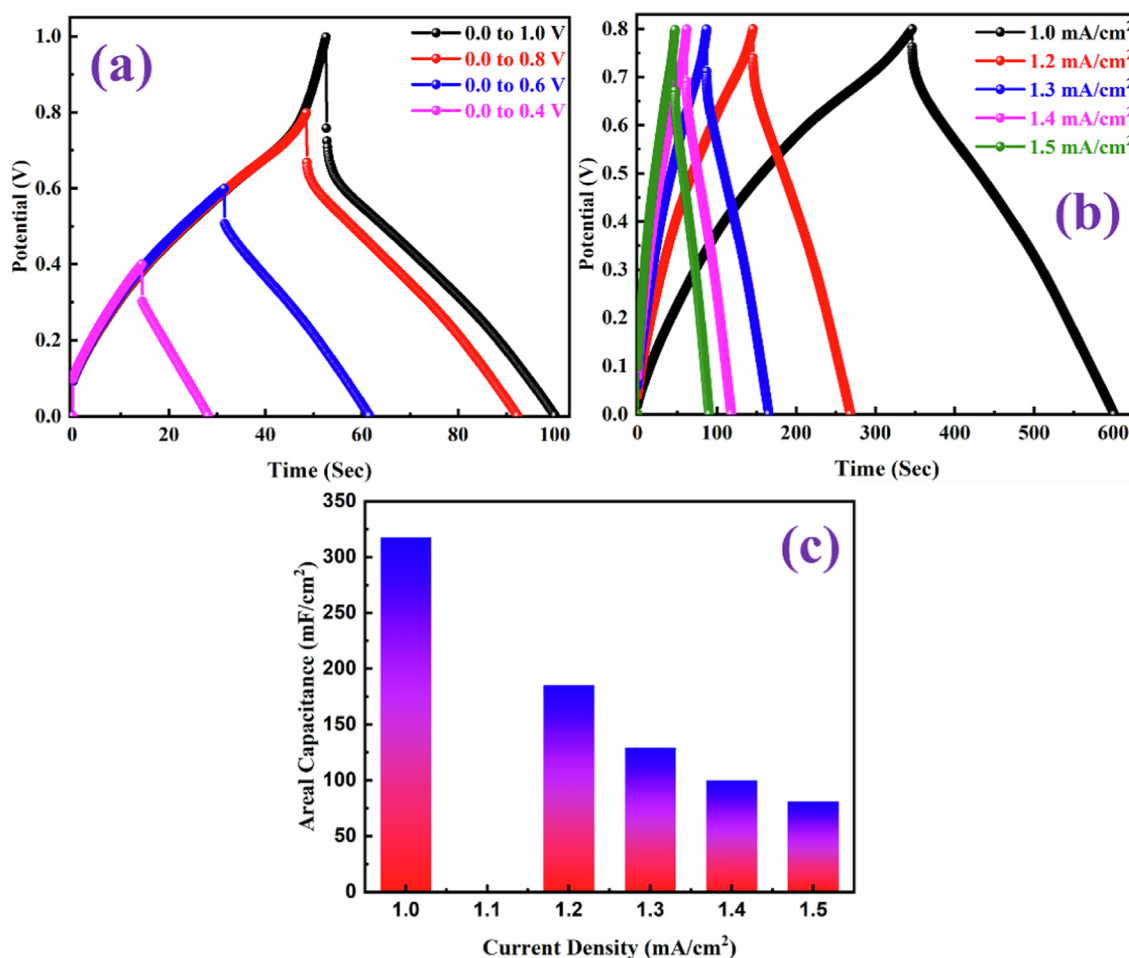 (a)
0.0 to 1.0 V
0.0 to 0.8 V
0.0 to 0.6 V
0.0 to 0.4 V
1.0
0.8
0.6
0.4
0.2
0.0
Potential (V)
0 20 40 60 80 100
Time (Sec)
(b)
1.0 mA/cm²
1.2 mA/cm²
1.3 mA/cm²
1.4 mA/cm²
1.5 mA/cm²
0.8
0.7
0.6
0.5
0.4
0.3
0.2
0.1
0.0
Potential (V)
0 100 200 300 400 500 600
Time (Sec)
(c)
350
300
250
200
150
100
50
0
Areal Capacitance (mF/cm²)
1.0 1.1 1.2 1.3 1.4 1.5
Current Density (mA/cm²)